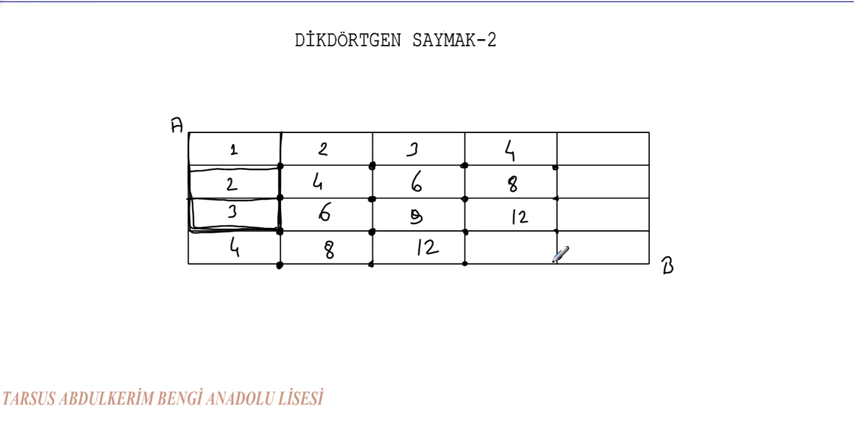 DİKDÖRTGEN SAYMAK-2
A
1 2 3 4
2 4 6 8
3 6 9 12
4 8 12
B
TARSUS ABDULKERİM BENGİ ANADOLU LİSESİ